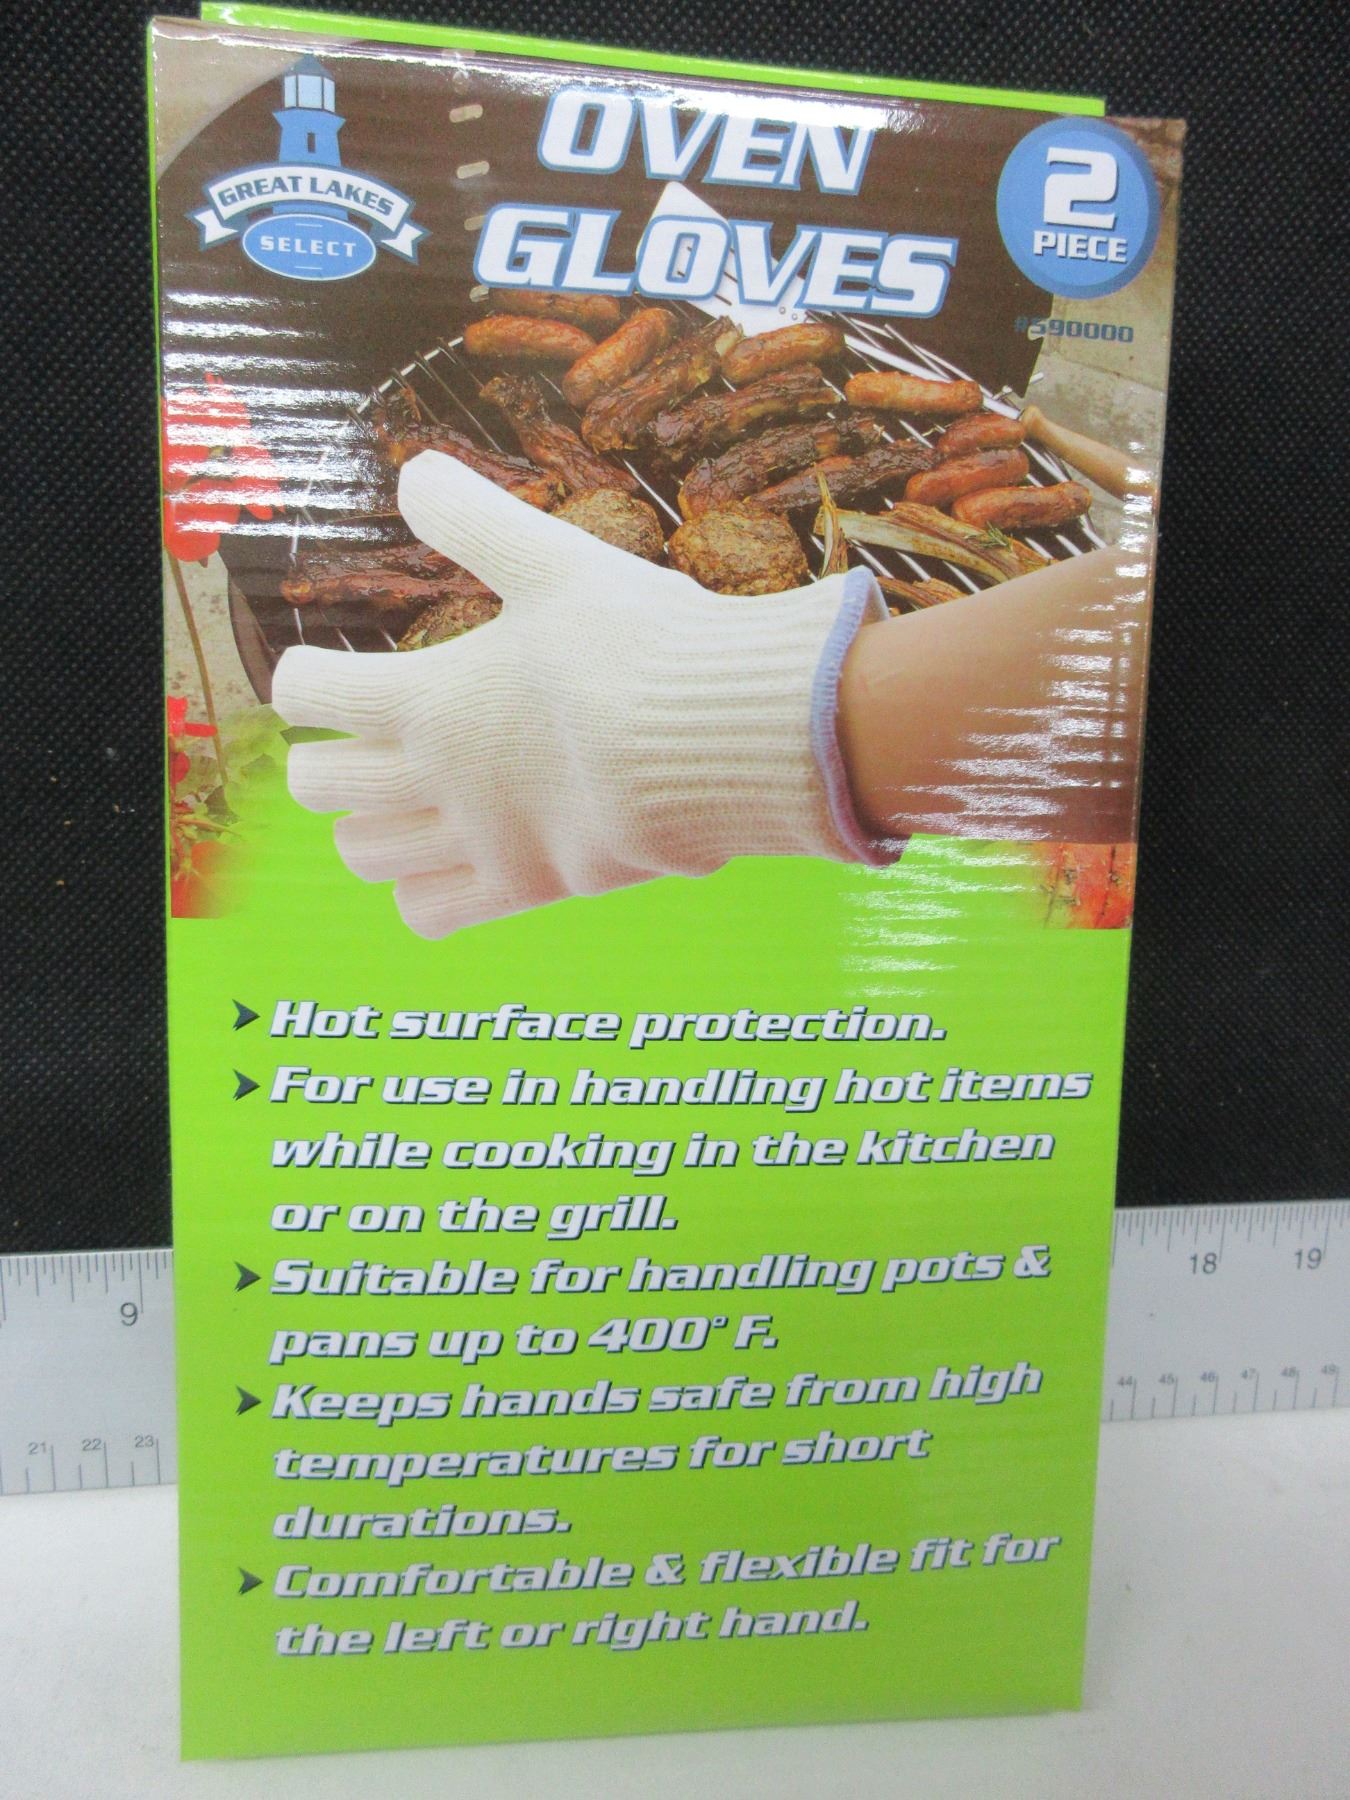 GREAT LAKES
SELECT
OVEN
GLOVES
2
PIECE
#590000
➤ Hot surface protection.
➤ For use in handling hot items
while cooking in the kitchen
or on the grill.
➤ Suitable for handling pots &
pans up to 400° F.
➤ Keeps hands safe from high
temperatures for short
durations.
➤ Comfortable & flexible fit for
the left or right hand.
9
18 19
21 22 23
44 45 46 47 48 49